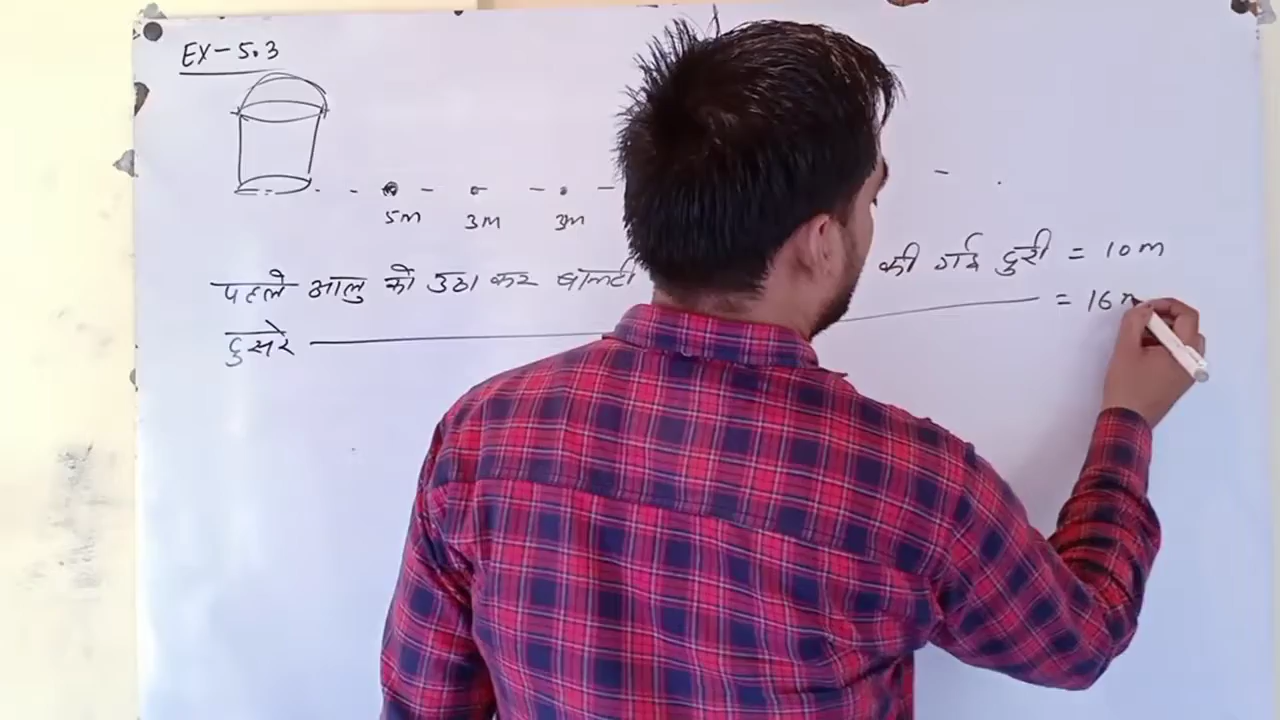 EX-5.3
5m 3m 3m
पहले आलु को उठा कर बाल्टी की गई दुरी = 10m
दुसरे = 16m